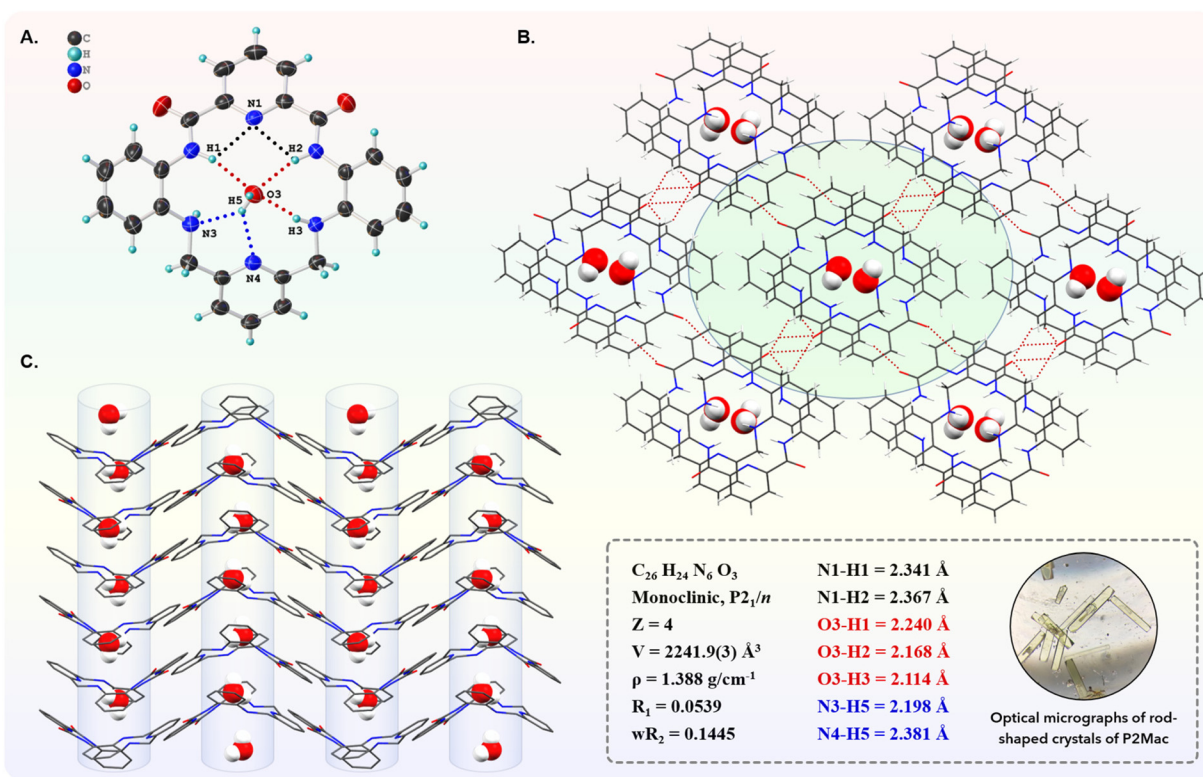 A.
C
H
N
O
N1
H1
H2
O3
H5
N3
H3
N4
B.
C.
C₂₆ H₂₄ N₆ O₃
Monoclinic, P2₁/n
Z = 4
V = 2241.9(3) Å³
ρ = 1.388 g/cm⁻¹
R₁ = 0.0539
wR₂ = 0.1445
N1-H1 = 2.341 Å
N1-H2 = 2.367 Å
O3-H1 = 2.240 Å
O3-H2 = 2.168 Å
O3-H3 = 2.114 Å
N3-H5 = 2.198 Å
N4-H5 = 2.381 Å
Optical micrographs of rod-
shaped crystals of P2Mac